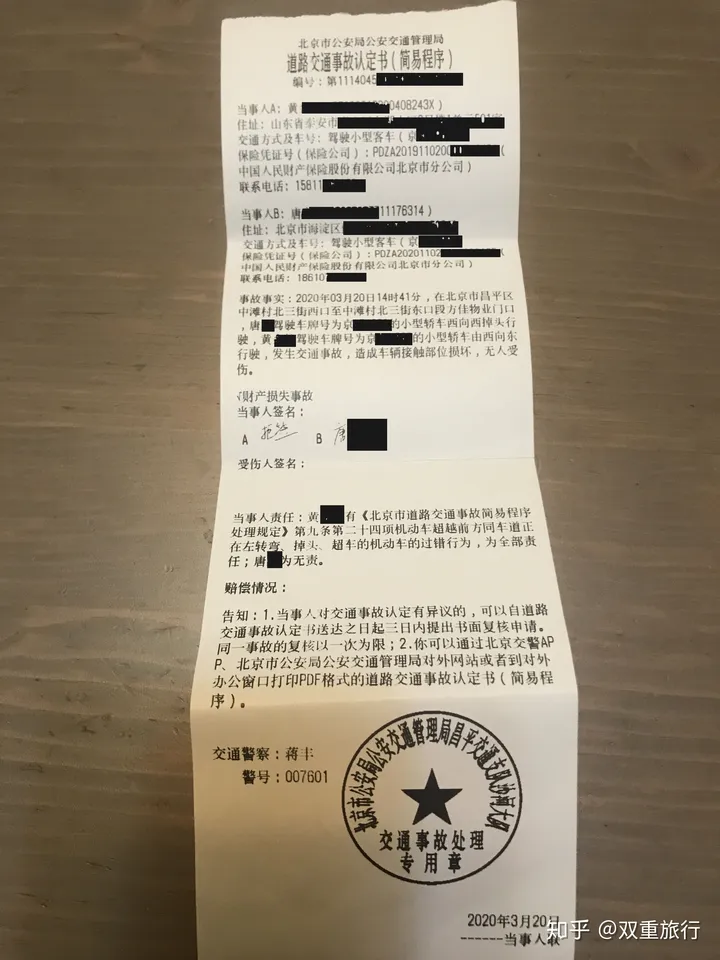 北京市公安局公安交通管理局
道路交通事故认定书(简易程序)
编号:第1114045
当事人A:黄 00408243X)
住址:山东省泰安市
交通方式及车号:驾驶小型客车(京
保险凭证号(保险公司):PDZA201911020 (
中国人民财产保险股份有限公司北京市分公司)
联系电话:15811
当事人B:唐 11176314)
住址:北京市海淀区
交通方式及车号:驾驶小型客车(京
保险凭证号(保险公司):PDZA20201102 (
中国人民财产保险股份有限公司北京市分公司)
联系电话:18610
事故事实:2020年03月20日14时41分,在北京市昌平区
中滩村北三街西口至中滩村北三街东口段方佳物业门口
,唐 驾驶车牌号为京 的小型轿车西向西掉头行
驶,黄 驾驶车牌号为京 的小型轿车由西向东
行驶,发生交通事故,造成车辆接触部位损坏,无人受
伤。
√财产损失事故
当事人签名:
A 拒签 B 唐
受伤人签名:
当事人责任:黄 有《北京市道路交通事故简易程序
处理规定》第九条第二十四项机动车超越前方同车道正
在左转弯、掉头、超车的机动车的过错行为,为全部责
任;唐 为无责。
赔偿情况:
告知:1.当事人对交通事故认定有异议的,可以自道路
交通事故认定书送达之日起三日内提出书面复核申请。
同一事故的复核以一次为限;2.你可以通过北京交警AP
P、北京市公安局公安交通管理局对外网站或者到对外
办公窗口打印PDF格式的道路交通事故认定书(简易程
序)。
交通警察:蒋丰
警号:007601
北京市公安局公安交通管理局昌平交通支队沙河大队
交通事故处理
专用章
2020年3月20日
------当事人
知乎 @双重旅行